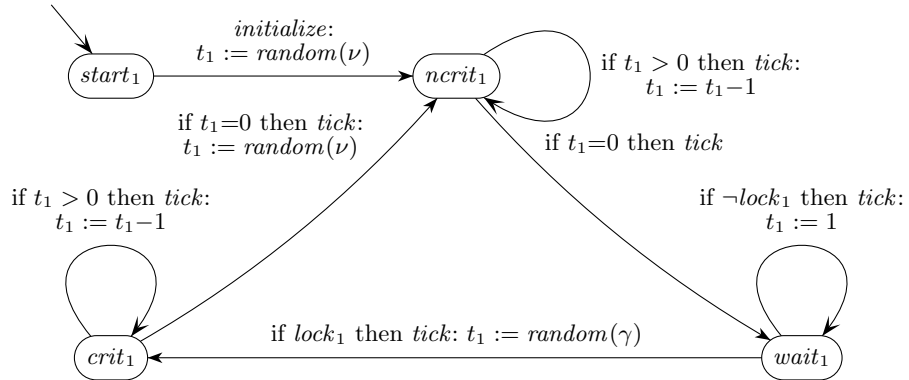 initialize:
t₁ := random(ν)
start₁
ncrit₁
if t₁ > 0 then tick:
t₁ := t₁−1
if t₁=0 then tick:
t₁ := random(ν)
if t₁=0 then tick
if t₁ > 0 then tick:
t₁ := t₁−1
if ¬lock₁ then tick:
t₁ := 1
if lock₁ then tick: t₁ := random(γ)
crit₁
wait₁